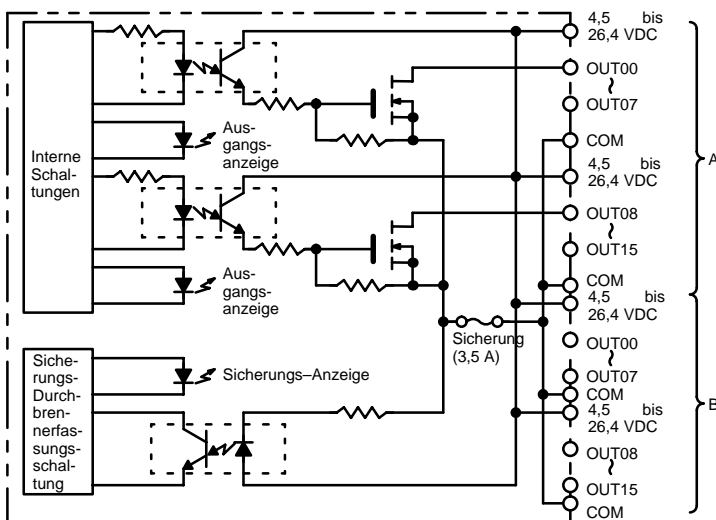 4,5 bis
26,4 VDC
OUT00
~
OUT07
COM
4,5 bis
26,4 VDC
OUT08
~
OUT15
COM
4,5 bis
26,4 VDC
OUT00
~
OUT07
COM
4,5 bis
26,4 VDC
OUT08
~
OUT15
COM
A
B
Interne
Schal-
tungen
Aus-
gangs-
anzeige
Aus-
gangs-
anzeige
Sicherung
(3,5 A)
Siche-
rungs-
Durch-
bren-
nerfas-
sungs-
schal-
tung
Sicherungs–Anzeige